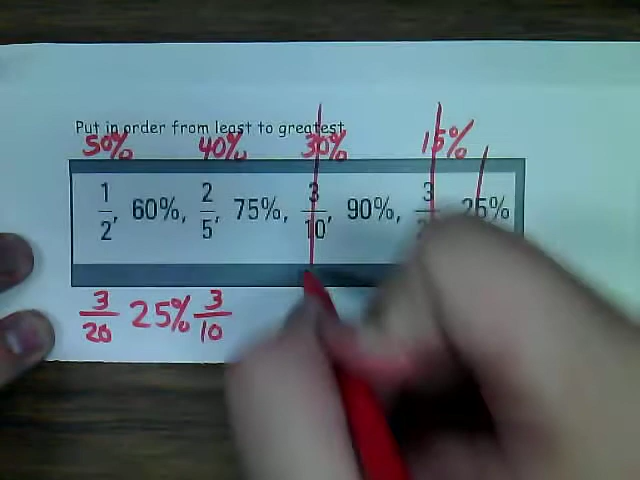 Put in order from least to greatest
50% 40% 30% 15%
1/2, 60%, 2/5, 75%, 3/10, 90%, 25%
3/20 25% 3/10